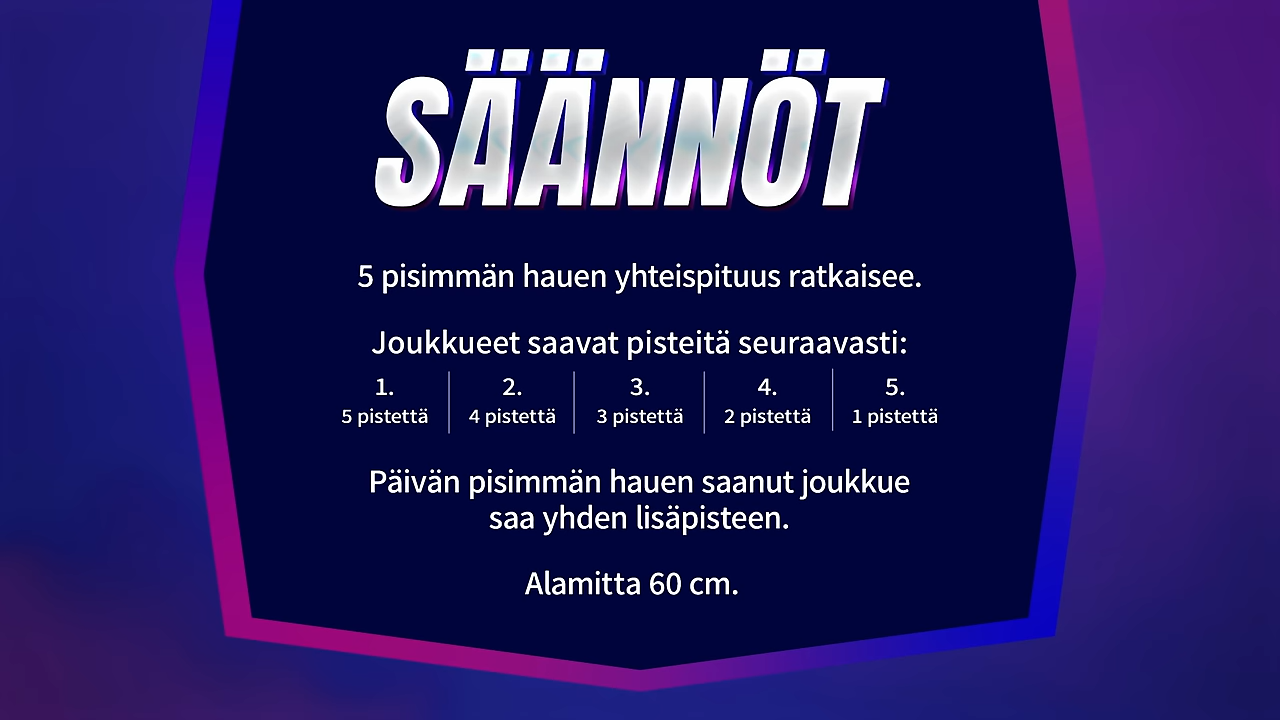 SÄÄNNÖT
5 pisimmän hauen yhteispituus ratkaisee.
Joukkueet saavat pisteitä seuraavasti:
1. 2. 3. 4. 5.
5 pistettä 4 pistettä 3 pistettä 2 pistettä 1 pistettä
Päivän pisimmän hauen saanut joukkue
saa yhden lisäpisteen.
Alamitta 60 cm.